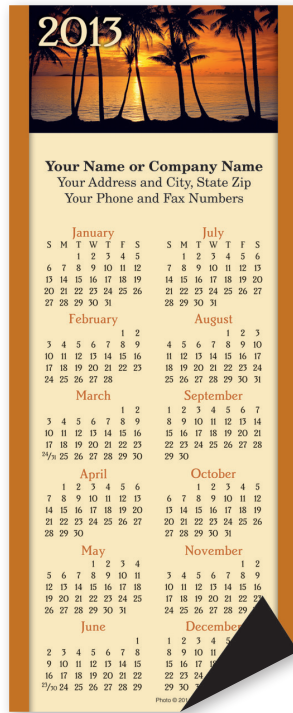 2013
Your Name or Company Name
Your Address and City, State Zip
Your Phone and Fax Numbers
January
S M T W T F S
1 2 3 4 5
6 7 8 9 10 11 12
13 14 15 16 17 18 19
20 21 22 23 24 25 26
27 28 29 30 31
February
1 2
3 4 5 6 7 8 9
10 11 12 13 14 15 16
17 18 19 20 21 22 23
24 25 26 27 28
March
1 2
3 4 5 6 7 8 9
10 11 12 13 14 15 16
17 18 19 20 21 22 23
24/31 25 26 27 28 29 30
April
1 2 3 4 5 6
7 8 9 10 11 12 13
14 15 16 17 18 19 20
21 22 23 24 25 26 27
28 29 30
May
1 2 3 4
5 6 7 8 9 10 11
12 13 14 15 16 17 18
19 20 21 22 23 24 25
26 27 28 29 30 31
June
1
2 3 4 5 6 7 8
9 10 11 12 13 14 15
16 17 18 19 20 21 22
23/30 24 25 26 27 28 29
July
S M T W T F S
1 2 3 4 5 6
7 8 9 10 11 12 13
14 15 16 17 18 19 20
21 22 23 24 25 26 27
28 29 30 31
August
1 2 3
4 5 6 7 8 9 10
11 12 13 14 15 16 17
18 19 20 21 22 23 24
25 26 27 28 29 30 31
September
1 2 3 4 5 6 7
8 9 10 11 12 13 14
15 16 17 18 19 20 21
22 23 24 25 26 27 28
29 30
October
1 2 3 4 5
6 7 8 9 10 11 12
13 14 15 16 17 18 19
20 21 22 23 24 25 26
27 28 29 30 31
November
1 2
3 4 5 6 7 8 9
10 11 12 13 14 15 16
17 18 19 20 21 22 23
24 25 26 27 28
December
1 2 3 4
8 9 10 11
15 16 17
22 23
29 30
Photo ©